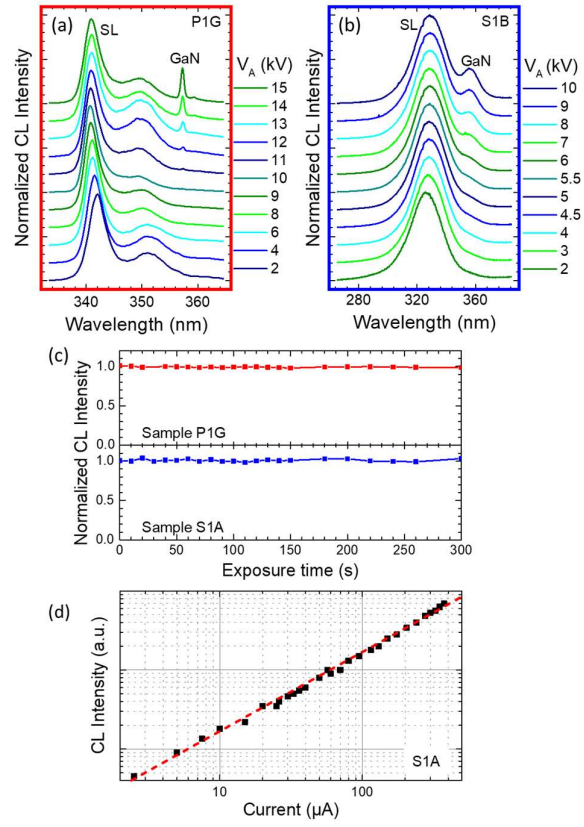 (a)
P1G
SL
GaN
V_A (kV)
15
14
13
12
11
10
9
8
6
4
2
Normalized CL Intensity
340
350
360
Wavelength (nm)
(b)
S1B
SL
GaN
V_A (kV)
10
9
8
7
6
5.5
5
4.5
4
3
2
Normalized CL Intensity
280
320
360
Wavelength (nm)
(c)
Normalized CL Intensity
1.0
0.5
0.0
Sample P1G
1.0
0.5
0.0
Sample S1A
0
50
100
150
200
250
300
Exposure time (s)
(d)
CL Intensity (a.u.)
S1A
10
100
Current (µA)